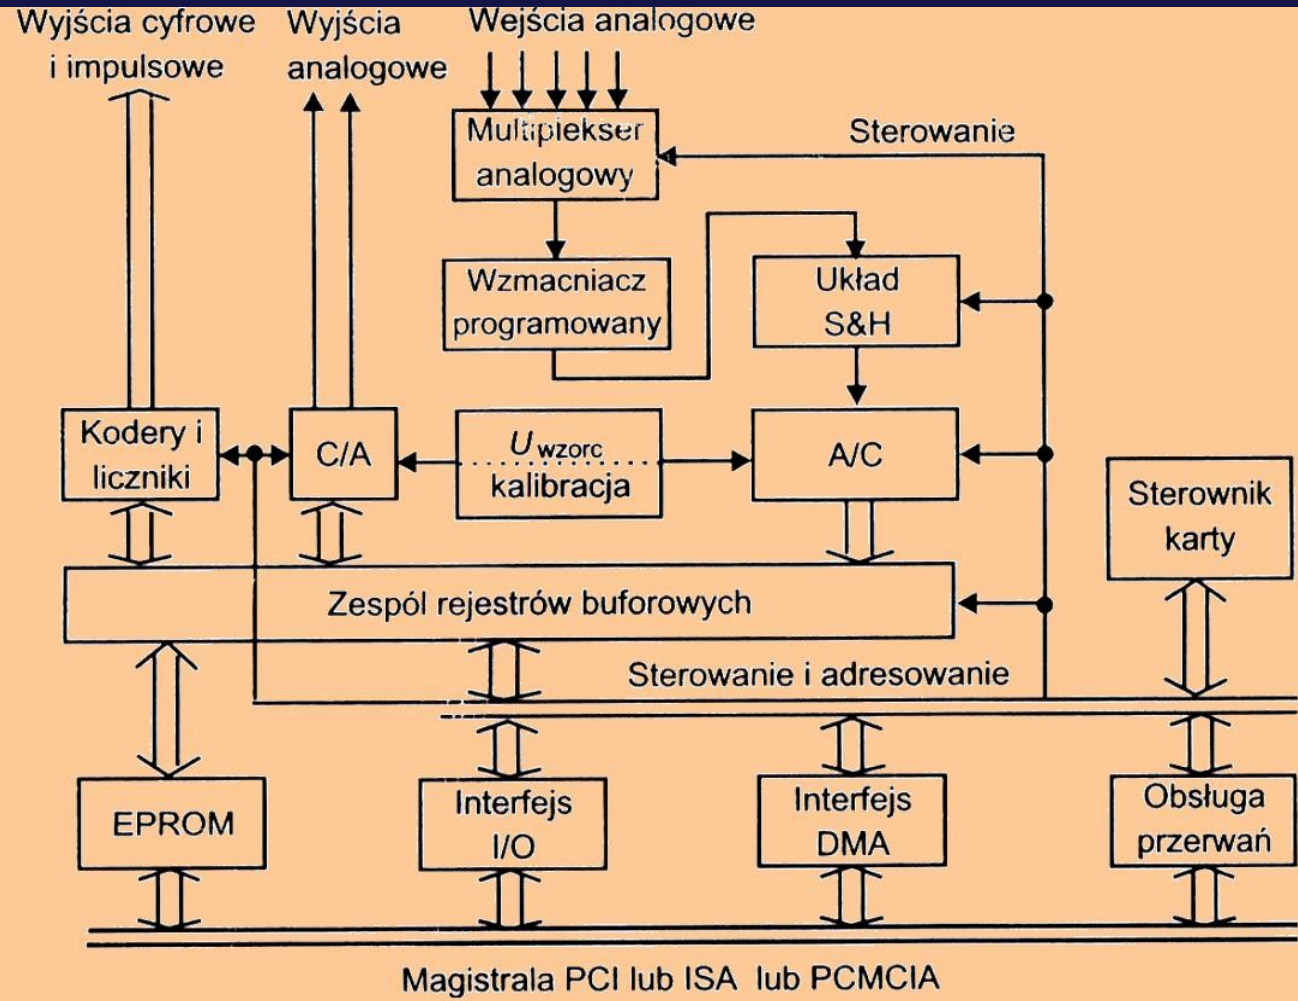 Wyjścia cyfrowe
i impulsowe
Wyjścia
analogowe
Wejścia analogowe
Multiplekser
analogowy
Sterowanie
Wzmacniacz
programowany
Układ
S&H
Kodery i
liczniki
C/A
U wzorc
kalibracja
A/C
Sterownik
karty
Zespół rejestrów buforowych
Sterowanie i adresowanie
EPROM
Interfejs
I/O
Interfejs
DMA
Obsługa
przerwań
Magistrala PCI lub ISA lub PCMCIA